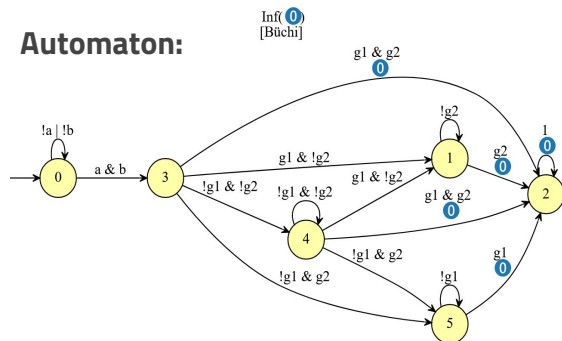 Inf( 0)
[Büchi]
Automaton:
g1 & g2
0
!a | !b
!g2
1
0
g2
0
g1 & !g2
a & b
0
3
1
2
!g1 & !g2
!g1 & !g2
g1 & !g2
g1 & g2
0
4
!g1 & g2
!g1 & g2
!g1
g1
0
5